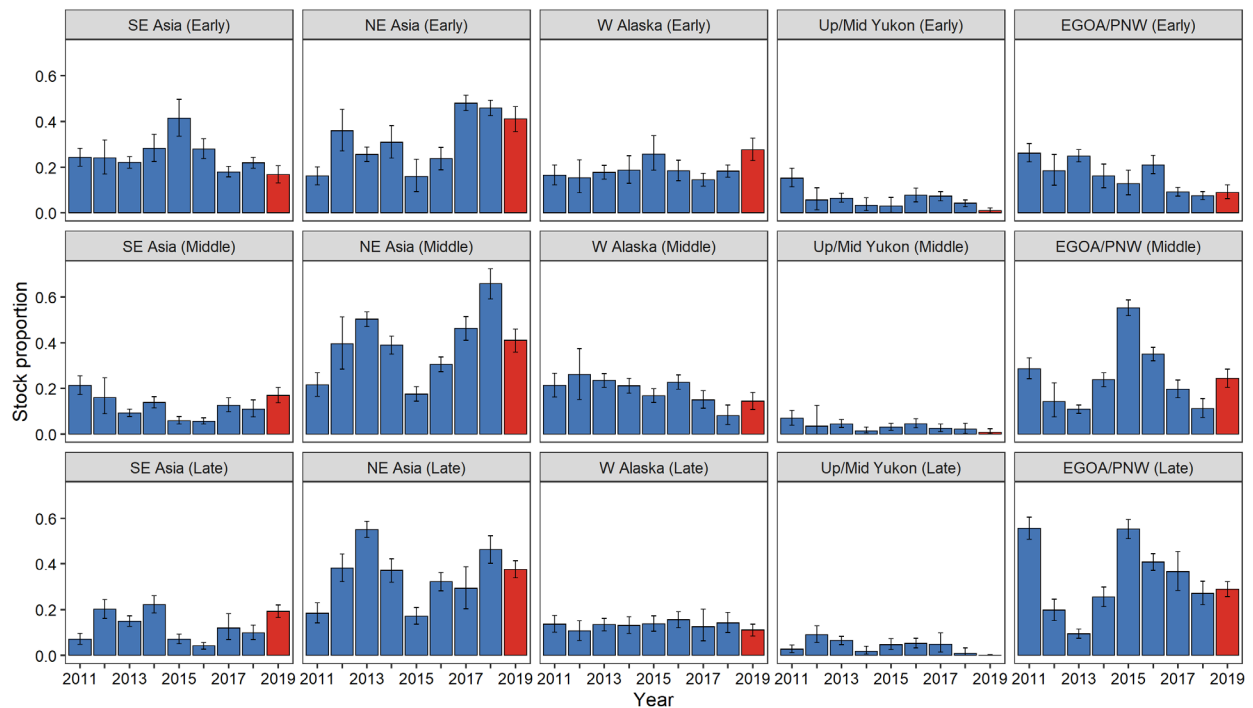 SE Asia (Early) NE Asia (Early) W Alaska (Early) Up/Mid Yukon (Early) EGOA/PNW (Early)
0.6
0.4
0.2
0.0
SE Asia (Middle) NE Asia (Middle) W Alaska (Middle) Up/Mid Yukon (Middle) EGOA/PNW (Middle)
Stock proportion
0.6
0.4
0.2
0.0
SE Asia (Late) NE Asia (Late) W Alaska (Late) Up/Mid Yukon (Late) EGOA/PNW (Late)
0.6
0.4
0.2
0.0
2011 2013 2015 2017 2019 2011 2013 2015 2017 2019 2011 2013 2015 2017 2019 2011 2013 2015 2017 2019 2011 2013 2015 2017 2019
Year